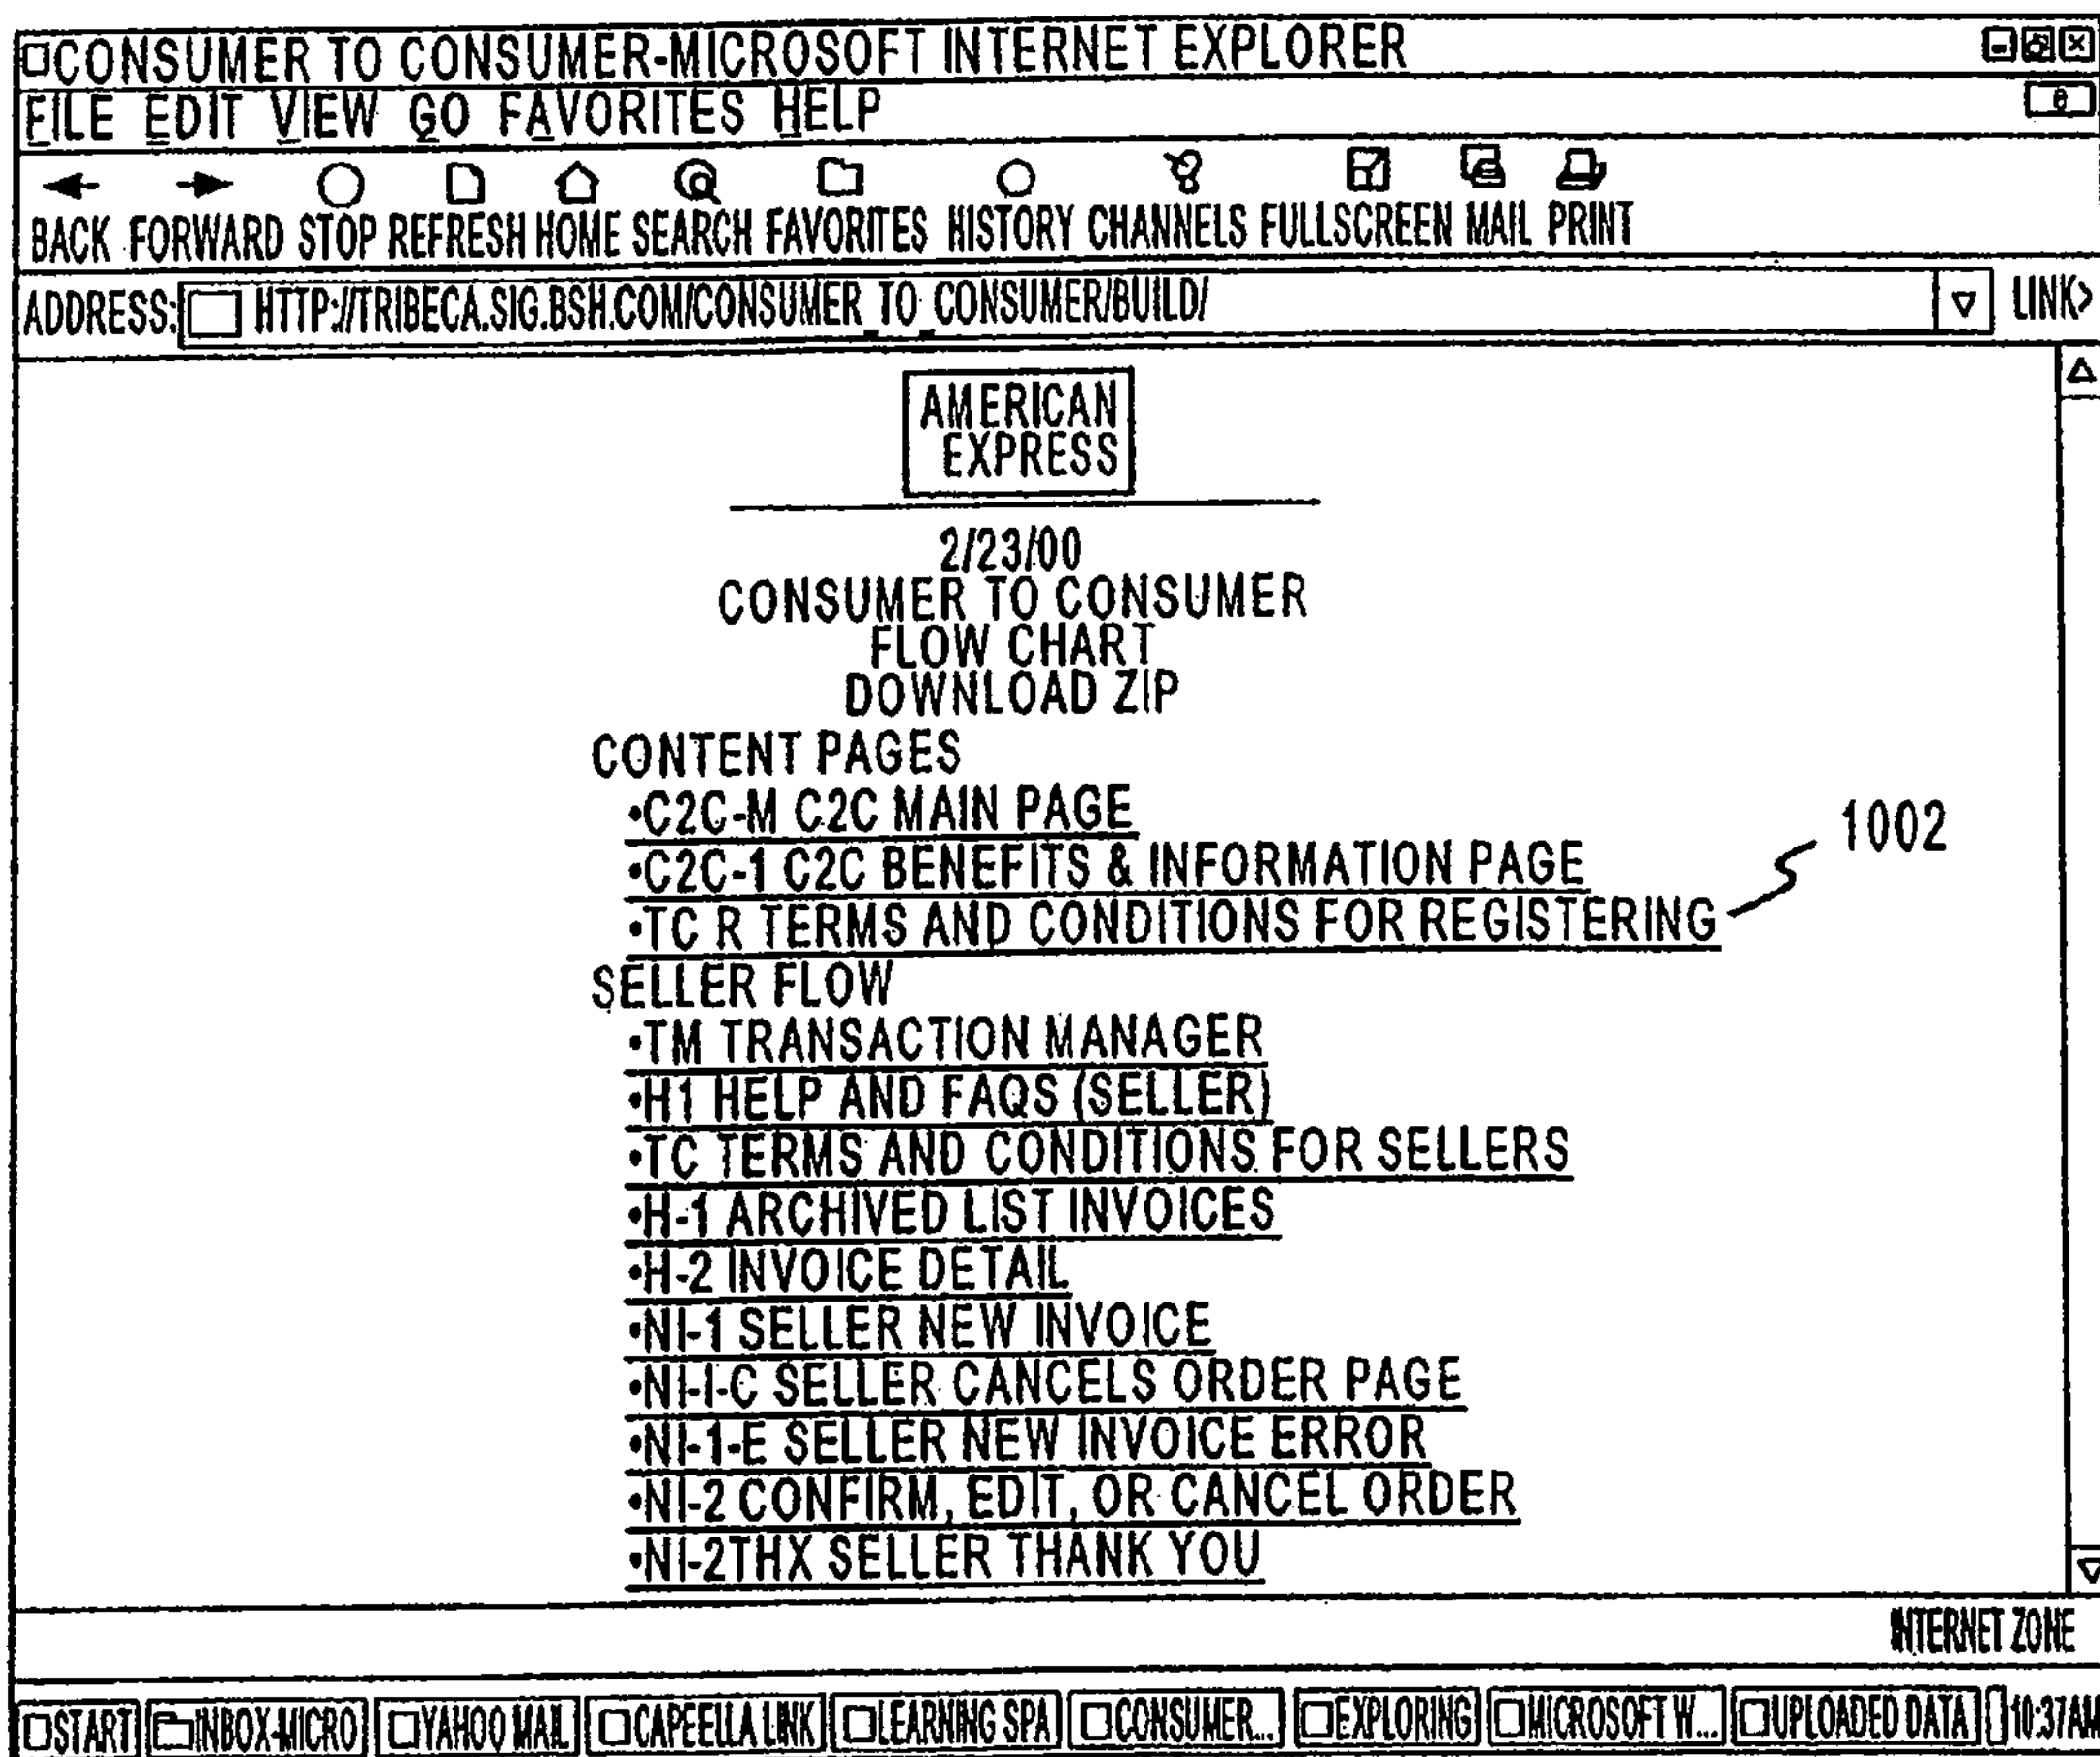 CONSUMER TO CONSUMER-MICROSOFT INTERNET EXPLORER
FILE EDIT VIEW GO FAVORITES HELP
e
BACK FORWARD STOP REFRESH HOME SEARCH FAVORITES HISTORY CHANNELS FULLSCREEN MAIL PRINT
ADDRESS: HTTP://TRIBECA.SIG.BSH.COM/CONSUMER_TO_CONSUMER/BUILD/ LINK>
AMERICAN
EXPRESS
2/23/00
CONSUMER TO CONSUMER
FLOW CHART
DOWNLOAD ZIP
CONTENT PAGES
•C2C-M C2C MAIN PAGE
1002
•C2C-1 C2C BENEFITS & INFORMATION PAGE
•TC R TERMS AND CONDITIONS FOR REGISTERING
SELLER FLOW
•TM TRANSACTION MANAGER
•H1 HELP AND FAQS (SELLER)
•TC TERMS AND CONDITIONS FOR SELLERS
•H-1 ARCHIVED LIST INVOICES
•H-2 INVOICE DETAIL
•NI-1 SELLER NEW INVOICE
•NI-I-C SELLER CANCELS ORDER PAGE
•NI-1-E SELLER NEW INVOICE ERROR
•NI-2 CONFIRM, EDIT, OR CANCEL ORDER
•NI-2THX SELLER THANK YOU
INTERNET ZONE
START INBOX-MICRO YAHOO MAIL CAPEELLA LINK LEARNING SPA CONSUMER... EXPLORING MICROSOFT W... UPLOADED DATA 10:37AM